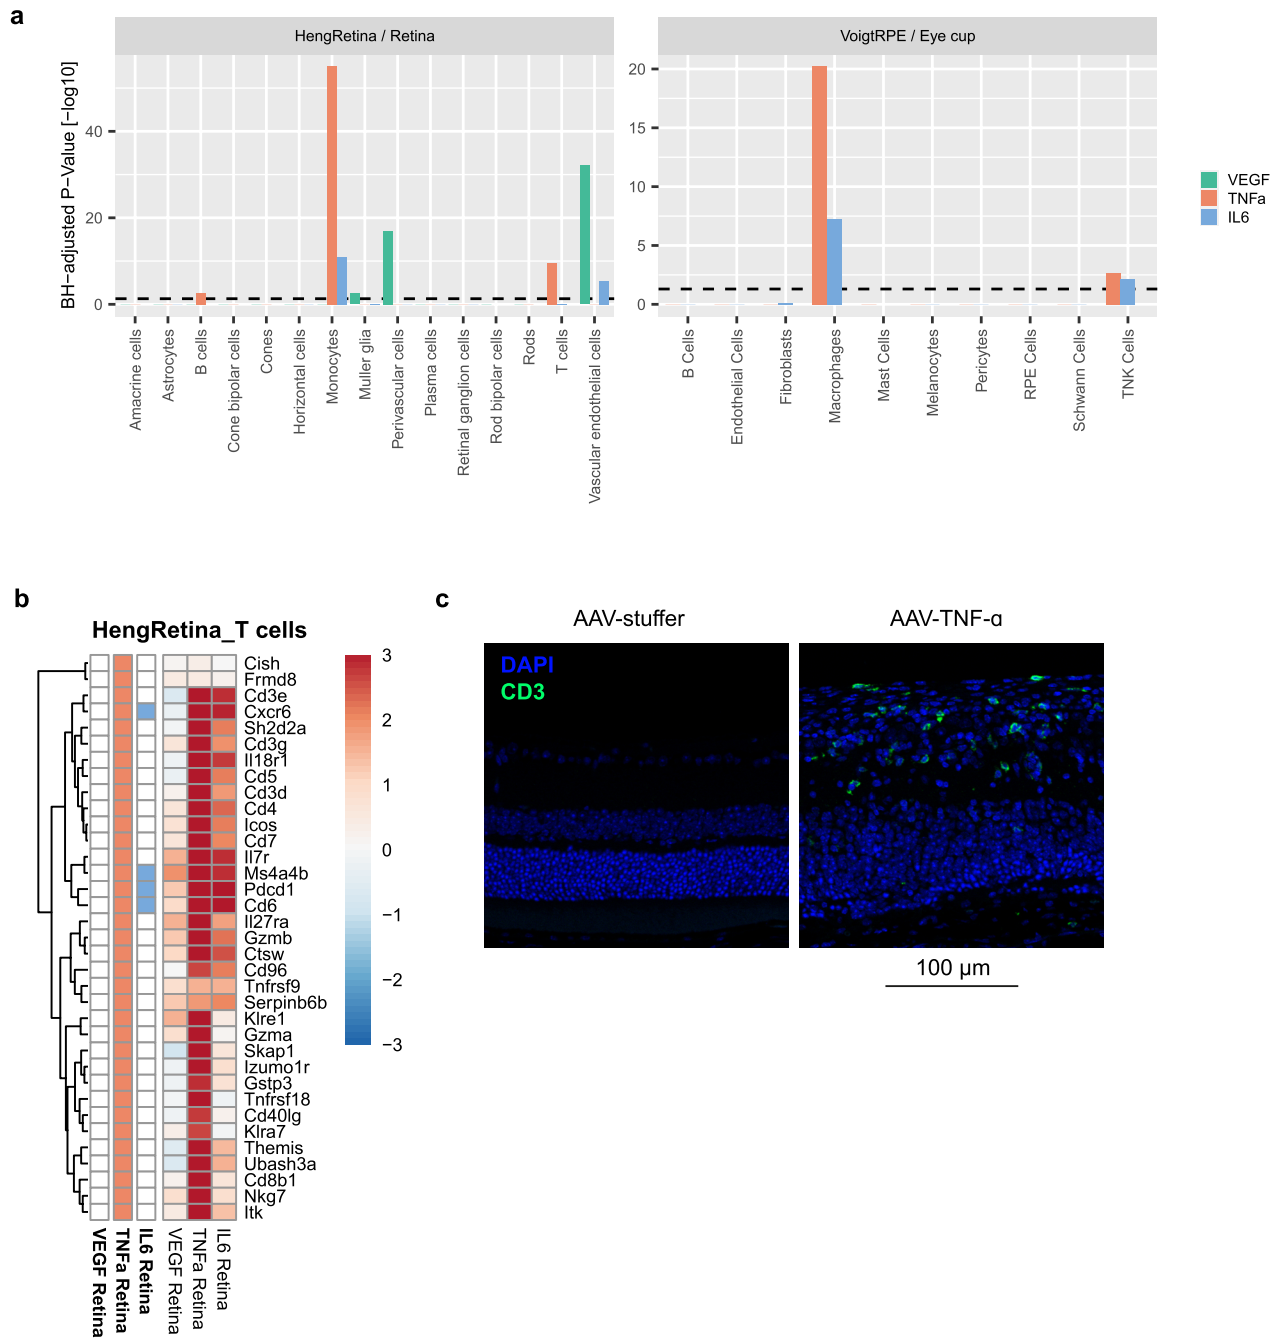 a
HengRetina / Retina
VoigtRPE / Eye cup
BH−adjusted P−Value [−log10]
40
20
0
20
15
10
5
0
VEGF
TNFa
IL6
Amacrine cells
Astrocytes
B cells
Cone bipolar cells
Cones
Horizontal cells
Monocytes
Muller glia
Perivascular cells
Plasma cells
Retinal ganglion cells
Rod bipolar cells
Rods
T cells
Vascular endothelial cells
B Cells
Endothelial Cells
Fibroblasts
Macrophages
Mast Cells
Melanocytes
Pericytes
RPE Cells
Schwann Cells
TNK Cells
b
HengRetina_T cells
Cish
Frmd8
Cd3e
Cxcr6
Sh2d2a
Cd3g
Il18r1
Cd5
Cd3d
Cd4
Icos
Cd7
Il7r
Ms4a4b
Pdcd1
Cd6
Il27ra
Gzmb
Ctsw
Cd96
Tnfrsf9
Serpinb6b
Klre1
Gzma
Skap1
Izumo1r
Gstp3
Tnfrsf18
Cd40lg
Klra7
Themis
Ubash3a
Cd8b1
Nkg7
Itk
VEGF Retina
TNFa Retina
IL6 Retina
VEGF Retina
TNFa Retina
IL6 Retina
3
2
1
0
−1
−2
−3
c
AAV-stuffer
AAV-TNF-α
DAPI
CD3
100 µm